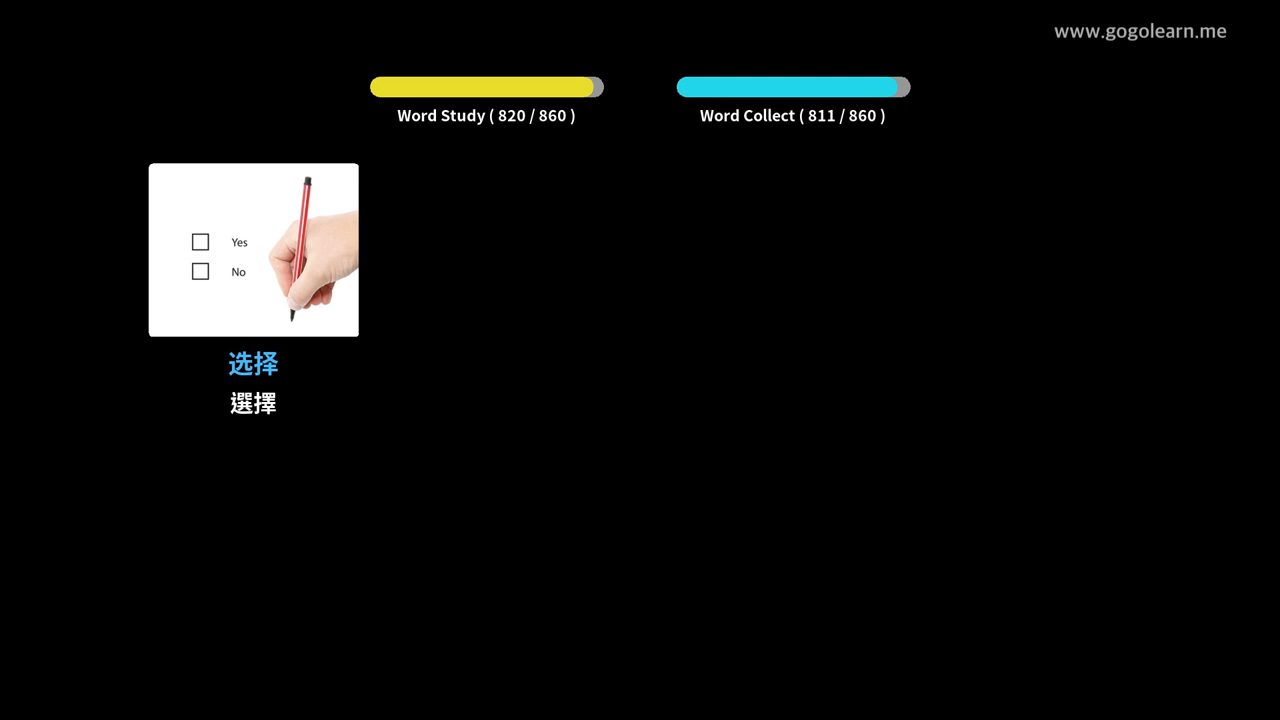 www.gogolearn.me
Word Study ( 820 / 860 )
Word Collect ( 811 / 860 )
Yes
No
选择
選擇